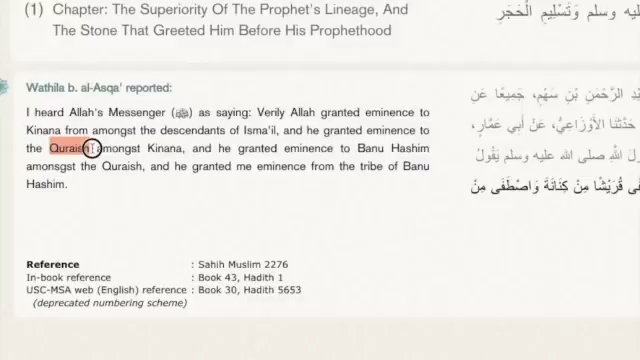 (1) Chapter: The Superiority Of The Prophet's Lineage, And
The Stone That Greeted Him Before His Prophethood
ليه وسلم وَتَسْلِيمِ الْحَجَرِ
Wathila b. al-Asqa' reported:
I heard Allah's Messenger (ﷺ) as saying: Verily Allah granted eminence to
Kinana from amongst the descendants of Isma'il, and he granted eminence to
the Quraish amongst Kinana, and he granted eminence to Banu Hashim
amonsgst the Quraish, and he granted me eminence from the tribe of Banu
Hashim.
الرَّحْمَنِ بْنِ سَهْمٍ، جَمِيعًا عَنِ
حَدَّثَنَا الأَوْزَاعِيُّ، عَنْ أَبِي عَمَّارٍ،
اللَّهِ صلى الله عليه وسلم يَقُولُ
قُرَيْشًا مِنْ كِنَانَةَ وَاصْطَفَى مِنْ
Reference : Sahih Muslim 2276
In-book reference : Book 43, Hadith 1
USC-MSA web (English) reference : Book 30, Hadith 5653
(deprecated numbering scheme)